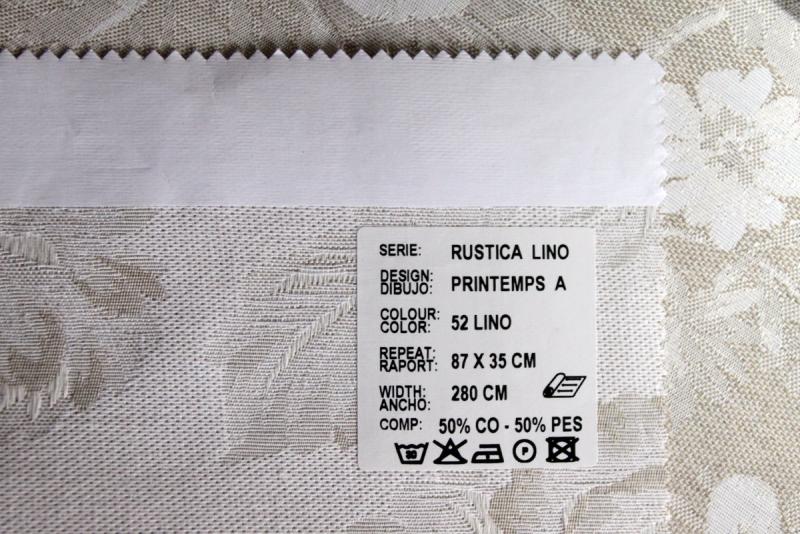 SERIE: RUSTICA LINO
DESIGN:
DIBUJO: PRINTEMPS A
COLOUR:
COLOR: 52 LINO
REPEAT:
RAPORT: 87 X 35 CM
WIDTH:
ANCHO: 280 CM
COMP: 50% CO - 50% PES
30 P